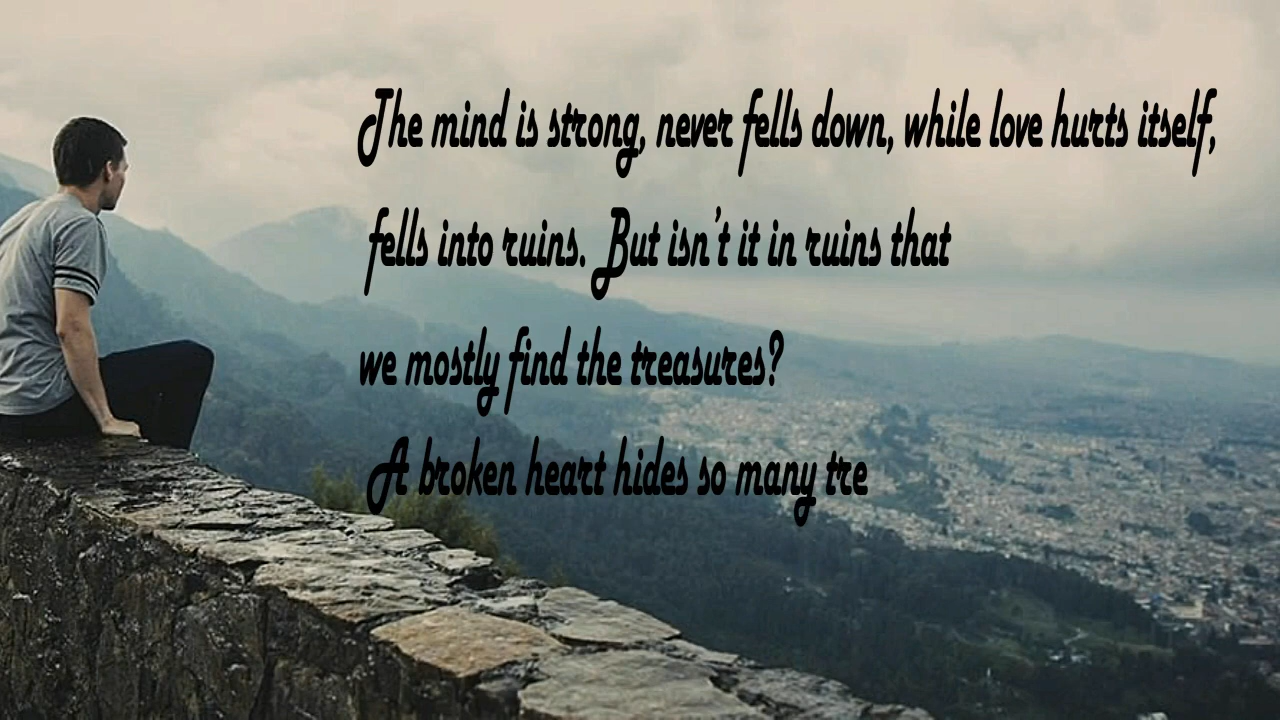 The mind is strong, never fells down, while love hurts itself,
fells into ruins. But isn't it in ruins that
we mostly find the treasures?
A broken heart hides so many tre